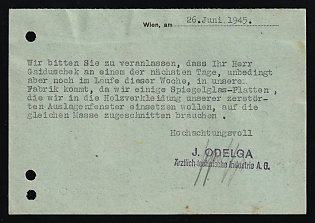 Wien, am 26.Juni.1945.
Wir bitten Sie zu veranlassen, dass Ihr Herr
Gaiduschek an einem der nächsten Tage, unbedingt
aber noch im Laufe dieser Woche, in unsere
Fabrik kommt, da wir einige Spiegelglas-Platten,
die wir in die Holzverkleidung unserer zerstör-
ten Auslagenfenster einsetzen wollen, auf die
gleichen Masse zugeschnitten brauchen.
Hochachtungsvoll
J. ODELGA
Ärztlich-technische Industrie A. G.